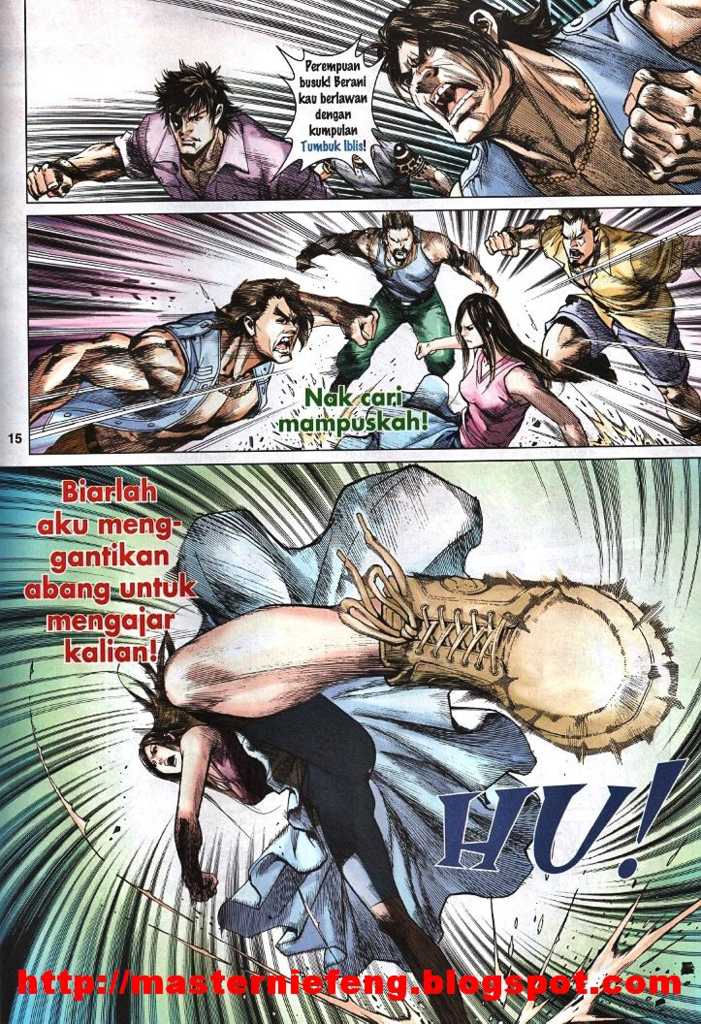 Perempuan
busuk! Berani
kau berlawan
dengan
kumpulan
Tumbuk Iblis!
Nak cari
mampuskah!
15
Biarlah
aku meng-
gantikan
abang untuk
mengajar
kalian!
HU!
http://masterniefeng.blogspot.com